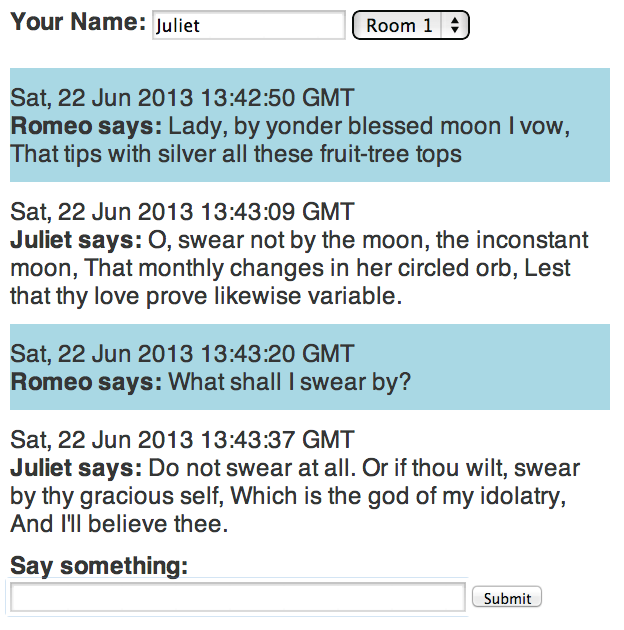 Your Name: Juliet Room 1
Sat, 22 Jun 2013 13:42:50 GMT
Romeo says: Lady, by yonder blessed moon I vow,
That tips with silver all these fruit-tree tops
Sat, 22 Jun 2013 13:43:09 GMT
Juliet says: O, swear not by the moon, the inconstant
moon, That monthly changes in her circled orb, Lest
that thy love prove likewise variable.
Sat, 22 Jun 2013 13:43:20 GMT
Romeo says: What shall I swear by?
Sat, 22 Jun 2013 13:43:37 GMT
Juliet says: Do not swear at all. Or if thou wilt, swear
by thy gracious self, Which is the god of my idolatry,
And I'll believe thee.
Say something:
Submit